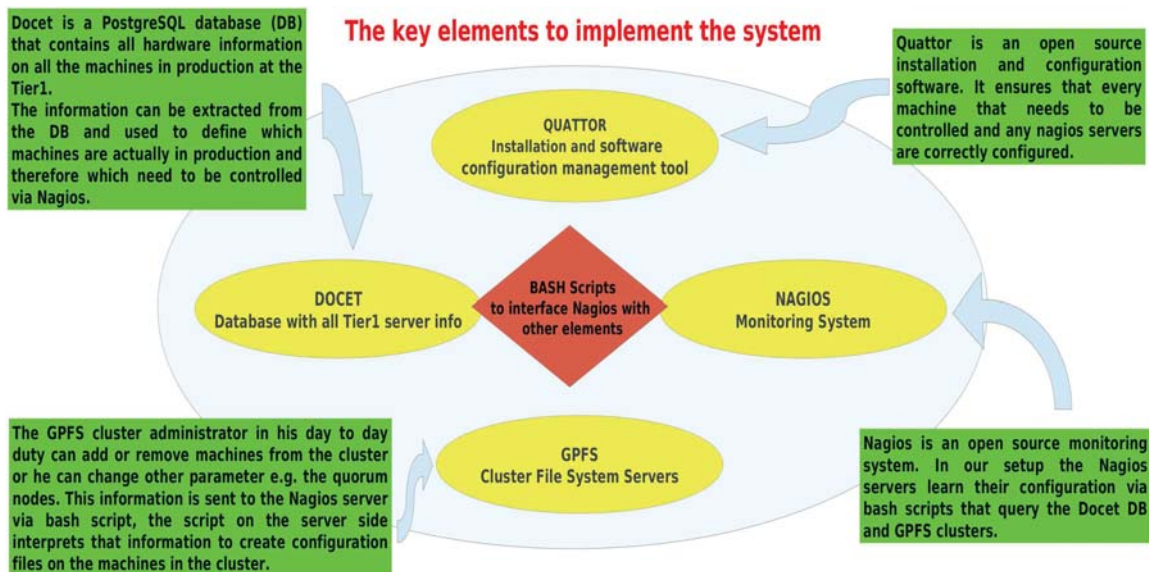 The key elements to implement the system
Docet is a PostgreSQL database (DB)
that contains all hardware information
on all the machines in production at the
Tier1.
The information can be extracted from
the DB and used to define which
machines are actually in production and
therefore which need to be controlled
via Nagios.
Quattor is an open source
installation and configuration
software. It ensures that every
machine that needs to be
controlled and any nagios servers
are correctly configured.
QUATTOR
Installation and software
configuration management tool
DOCET
Database with all Tier1 server info
BASH Scripts
to interface Nagios with
other elements
NAGIOS
Monitoring System
GPFS
Cluster File System Servers
The GPFS cluster administrator in his day to day
duty can add or remove machines from the cluster
or he can change other parameter e.g. the quorum
nodes. This information is sent to the Nagios server
via bash script, the script on the server side
interprets that information to create configuration
files on the machines in the cluster.
Nagios is an open source monitoring
system. In our setup the Nagios
servers learn their configuration via
bash scripts that query the Docet DB
and GPFS clusters.